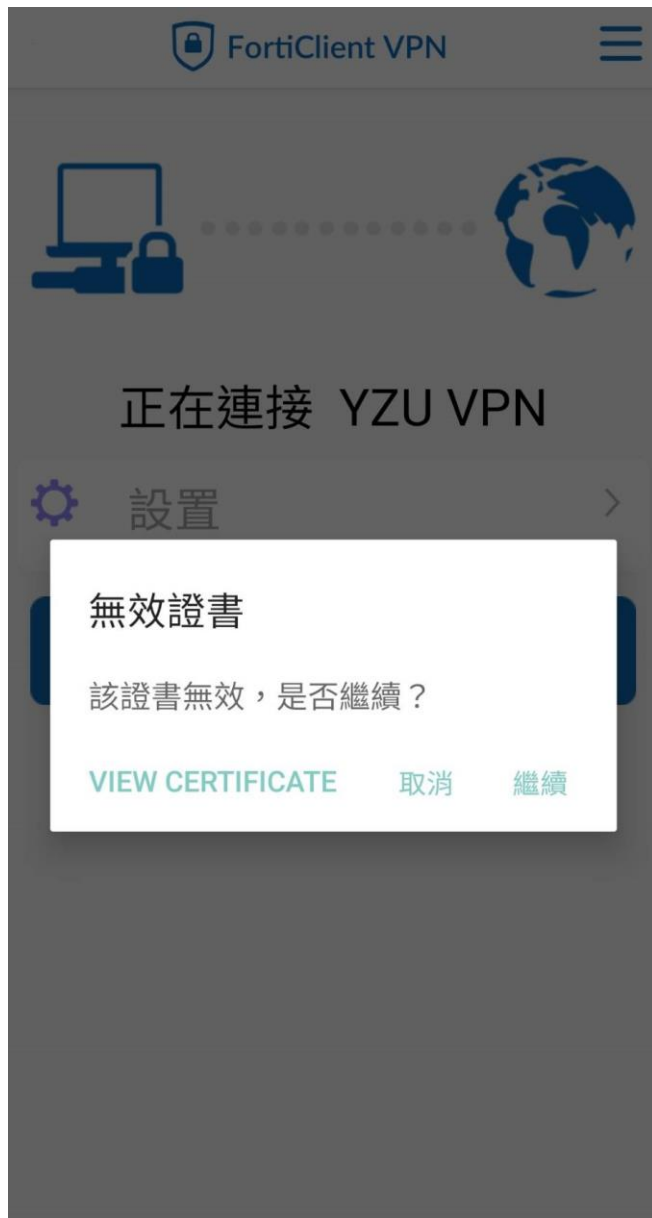 FortiClient VPN
正在連接 YZU VPN
設置
無效證書
該證書無效，是否繼續？
VIEW CERTIFICATE 取消 繼續